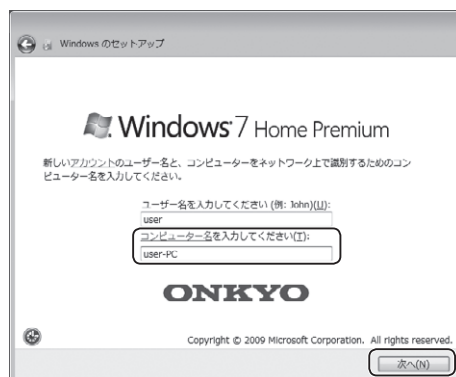 Windows のセットアップ
Windows 7 Home Premium
新しいアカウントのユーザー名と、コンピューターをネットワーク上で識別するためのコン
ピューター名を入力してください。
ユーザー名を入力してください (例: John)(U):
user
コンピューター名を入力してください(T):
user-PC
ONKYO
Copyright © 2009 Microsoft Corporation. All rights reserved.
次へ(N)